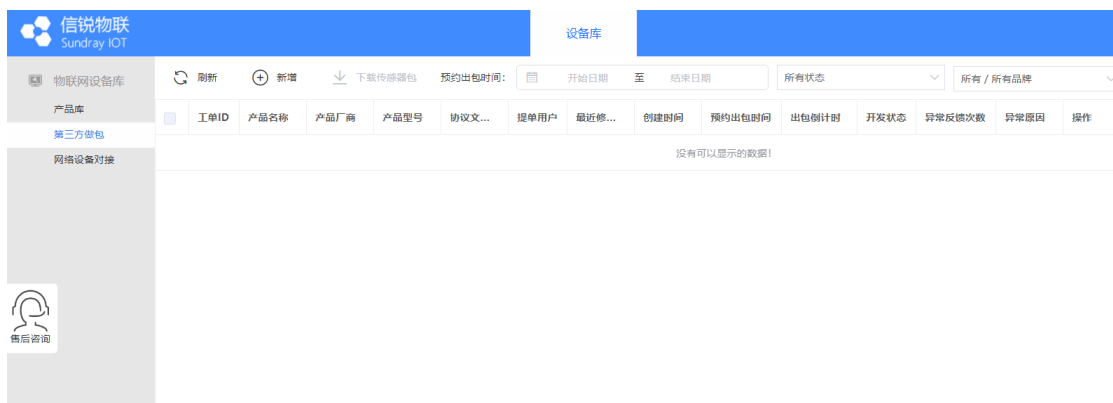 信锐物联
Sundray IOT
设备库
物联网设备库
产品库
第三方做包
网络设备对接
售后咨询
刷新 新增 下载传感器包 预约出包时间: 开始日期 至 结束日期 所有状态 所有 / 所有品牌
工单ID 产品名称 产品厂商 产品型号 协议文... 提单用户 最近修... 创建时间 预约出包时间 出包倒计时 开发状态 异常反馈次数 异常原因 操作
没有可以显示的数据!